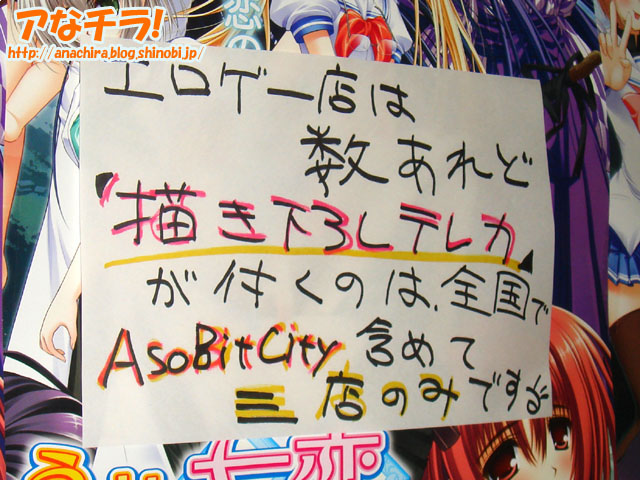 アなチラ!
http://anachira.blog.shinobi.jp/
エロゲー店は
数あれど
「描き下ろしテレカ」
が付くのは、全国で
AsoBitCity 含めて
三店のみです